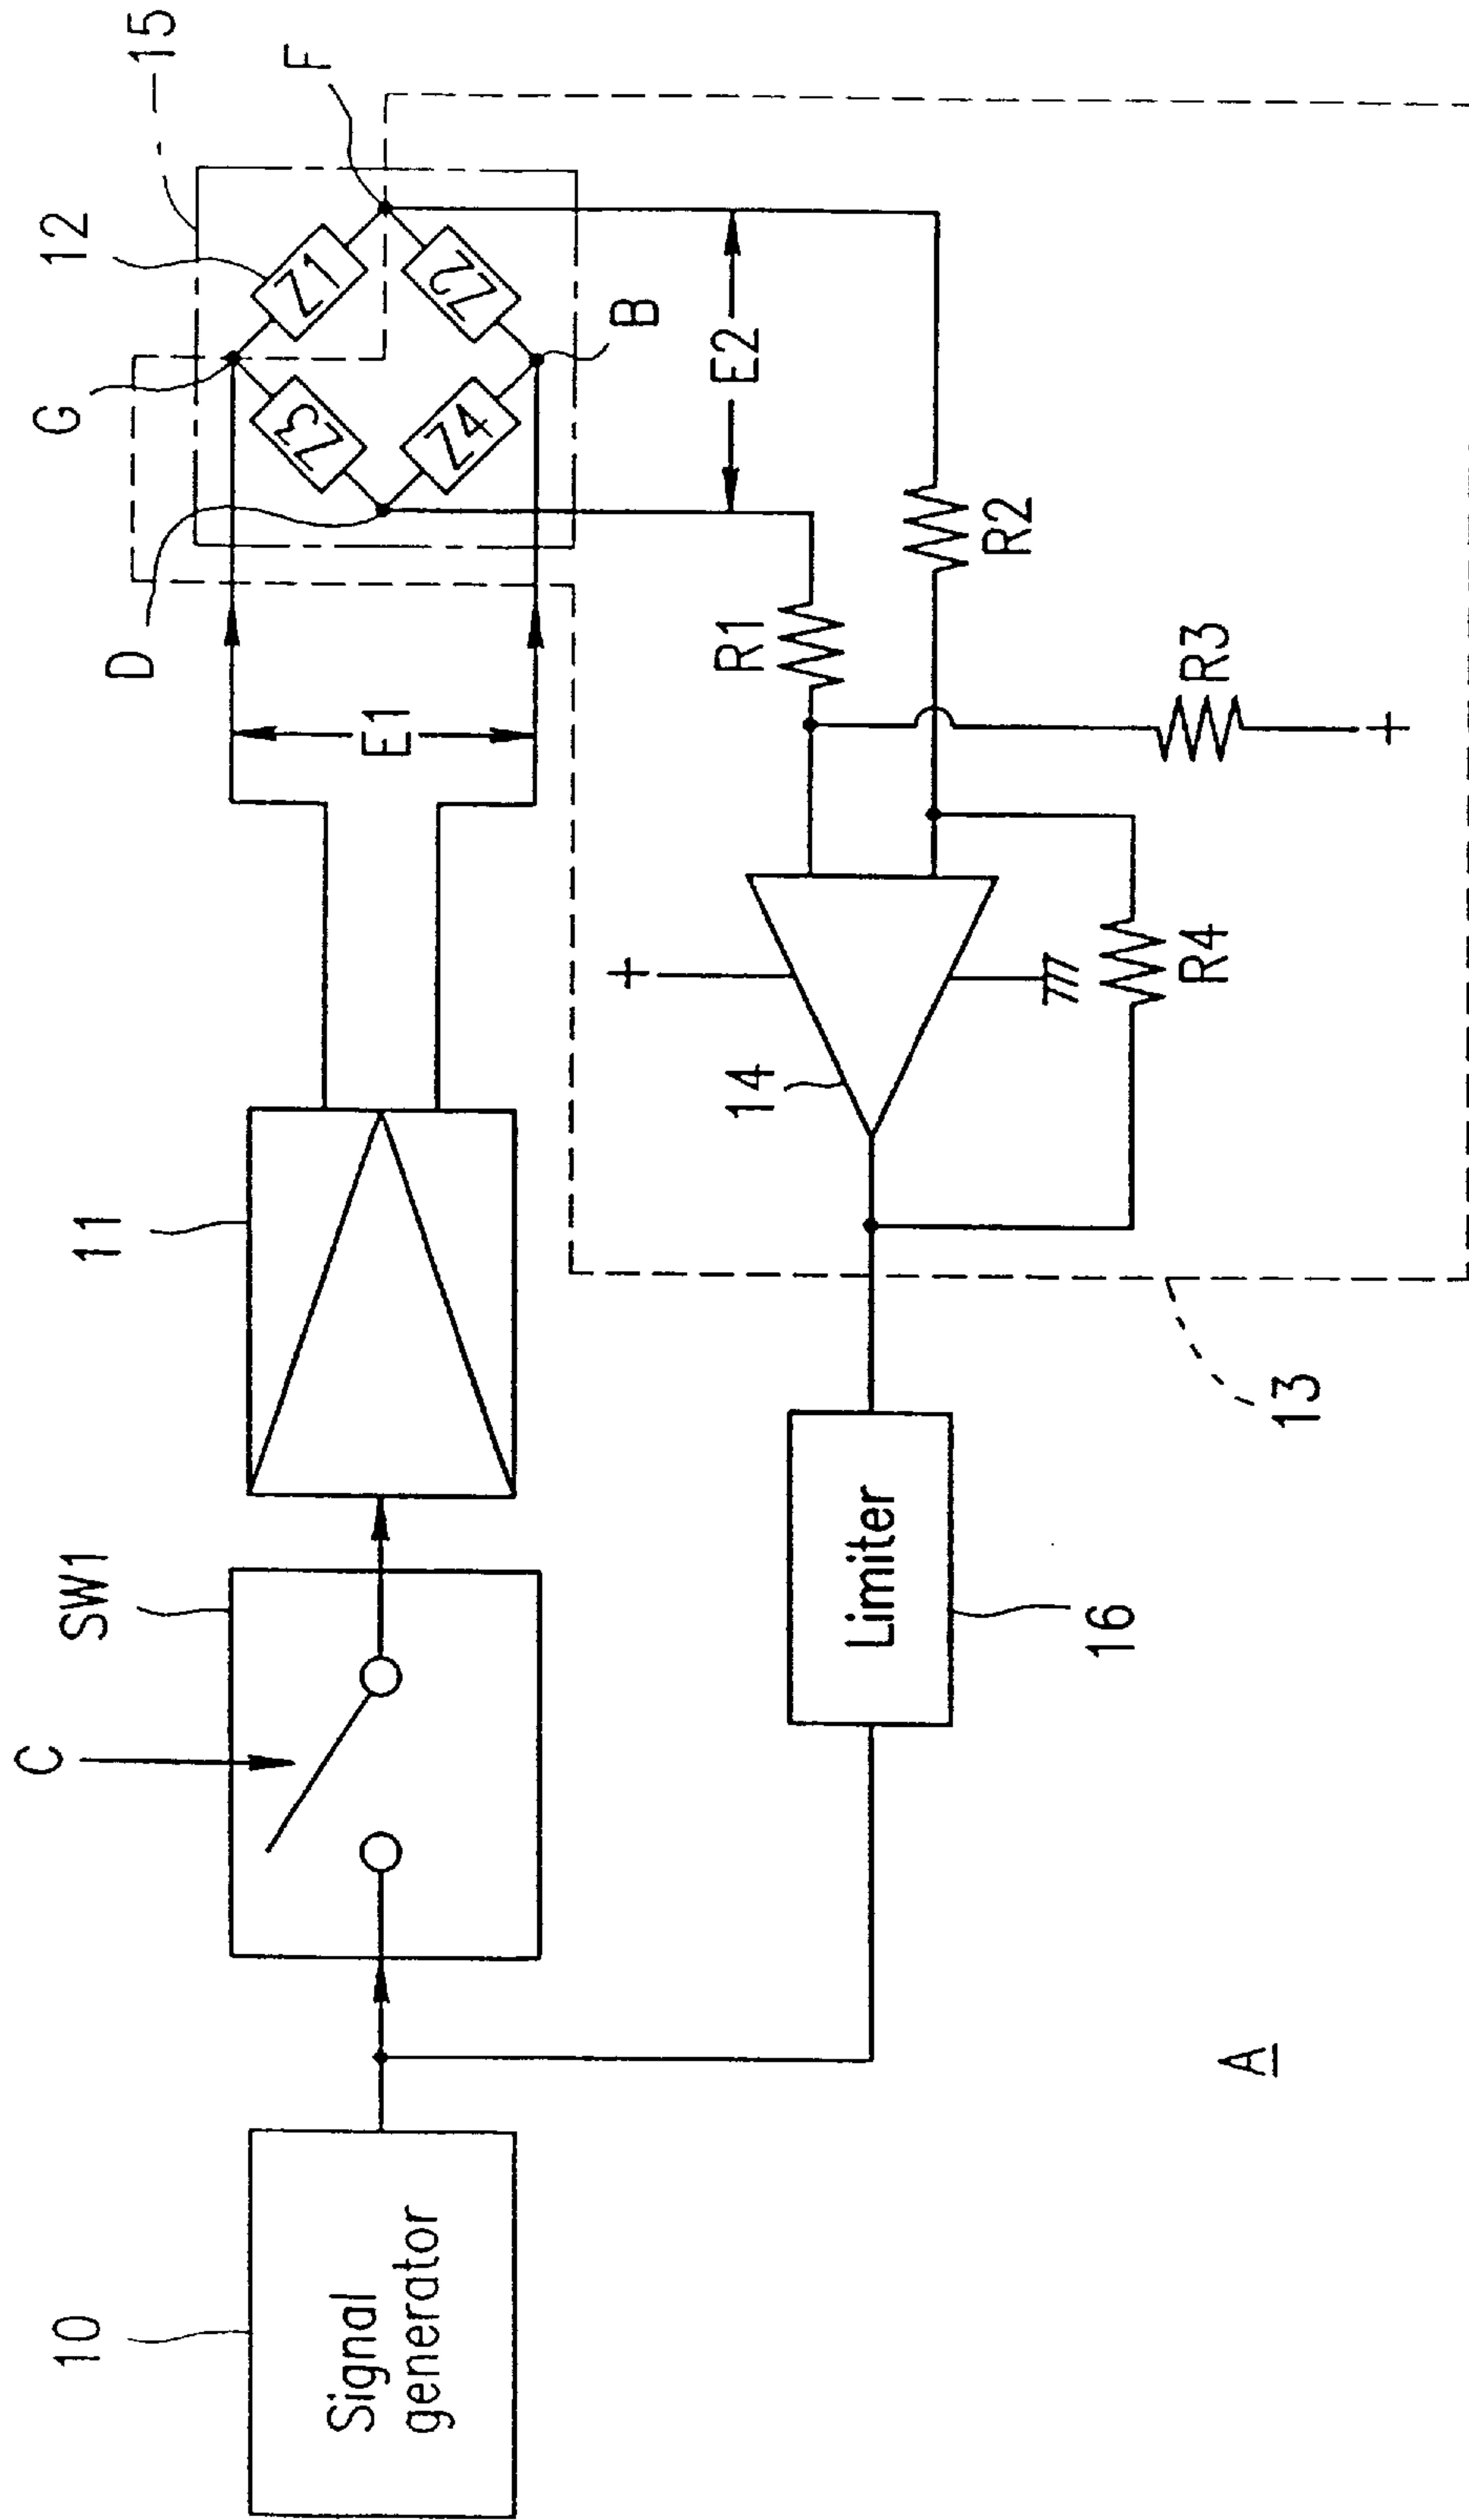 C
G
12
10
SW1
11
D
15
F
Z3
Z1
Signal
generator
E1
Z4
Z2
+
B
14
R1
E2
Limiter
R2
16
R4
R3
A
13
+